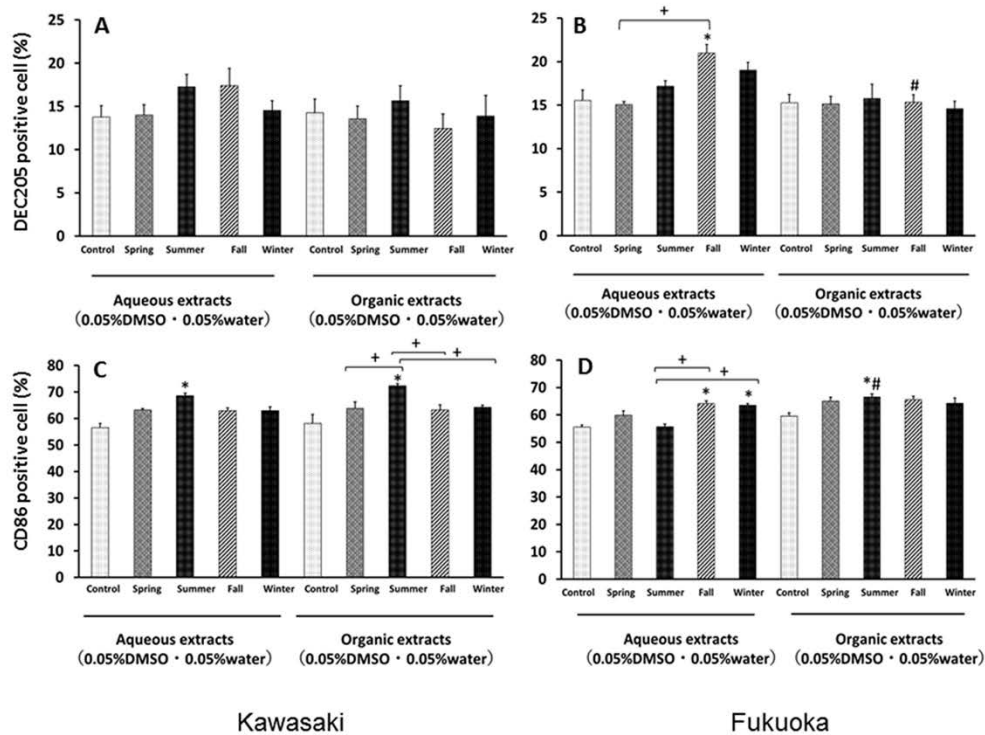 A
DEC205 positive cell (%)
25
20
15
10
5
0
Control Spring Summer Fall Winter Control Spring Summer Fall Winter
Aqueous extracts
(0.05%DMSO・0.05%water)
Organic extracts
(0.05%DMSO・0.05%water)
B
+
*
#
25
20
15
10
5
0
Control Spring Summer Fall Winter Control Spring Summer Fall Winter
Aqueous extracts
(0.05%DMSO・0.05%water)
Organic extracts
(0.05%DMSO・0.05%water)
C
CD86 positive cell (%)
+
+
+
*
*
80
70
60
50
40
30
20
10
0
Control Spring Summer Fall Winter Control Spring Summer Fall Winter
Aqueous extracts
(0.05%DMSO・0.05%water)
Organic extracts
(0.05%DMSO・0.05%water)
D
+
+
* * *#
80
70
60
50
40
30
20
10
0
Control Spring Summer Fall Winter Control Spring Summer Fall Winter
Aqueous extracts
(0.05%DMSO・0.05%water)
Organic extracts
(0.05%DMSO・0.05%water)
Kawasaki
Fukuoka